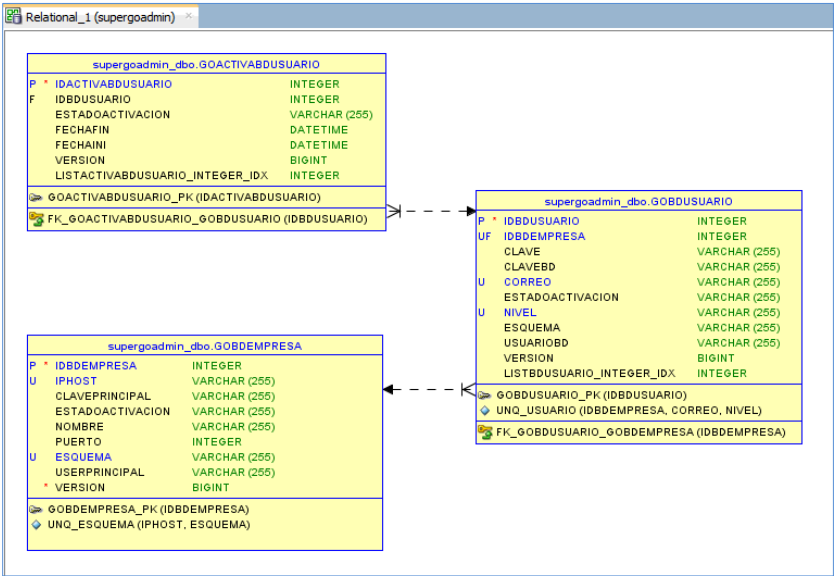 Relational_1 (supergoadmin) ×
supergoadmin_dbo.GOACTIVABDUSUARIO
P * IDACTIVABDUSUARIO INTEGER
F IDBDUSUARIO INTEGER
ESTADOACTIVACION VARCHAR (255)
FECHAFIN DATETIME
FECHAINI DATETIME
VERSION BIGINT
LISTACTIVABDUSUARIO_INTEGER_IDX INTEGER
GOACTIVABDUSUARIO_PK (IDACTIVABDUSUARIO)
FK_GOACTIVABDUSUARIO_GOBDUSUARIO (IDBDUSUARIO)
supergoadmin_dbo.GOBDUSUARIO
P * IDBDUSUARIO INTEGER
UF IDBDEMPRESA INTEGER
CLAVE VARCHAR (255)
CLAVEBD VARCHAR (255)
U CORREO VARCHAR (255)
ESTADOACTIVACION VARCHAR (255)
U NIVEL VARCHAR (255)
ESQUEMA VARCHAR (255)
USUARIOBD VARCHAR (255)
VERSION BIGINT
LISTBDUSUARIO_INTEGER_IDX INTEGER
GOBDUSUARIO_PK (IDBDUSUARIO)
UNQ_USUARIO (IDBDEMPRESA, CORREO, NIVEL)
FK_GOBDUSUARIO_GOBDEMPRESA (IDBDEMPRESA)
supergoadmin_dbo.GOBDEMPRESA
P * IDBDEMPRESA INTEGER
U IPHOST VARCHAR (255)
CLAVEPRINCIPAL VARCHAR (255)
ESTADOACTIVACION VARCHAR (255)
NOMBRE VARCHAR (255)
PUERTO INTEGER
U ESQUEMA VARCHAR (255)
USERPRINCIPAL VARCHAR (255)
* VERSION BIGINT
GOBDEMPRESA_PK (IDBDEMPRESA)
UNQ_ESQUEMA (IPHOST, ESQUEMA)